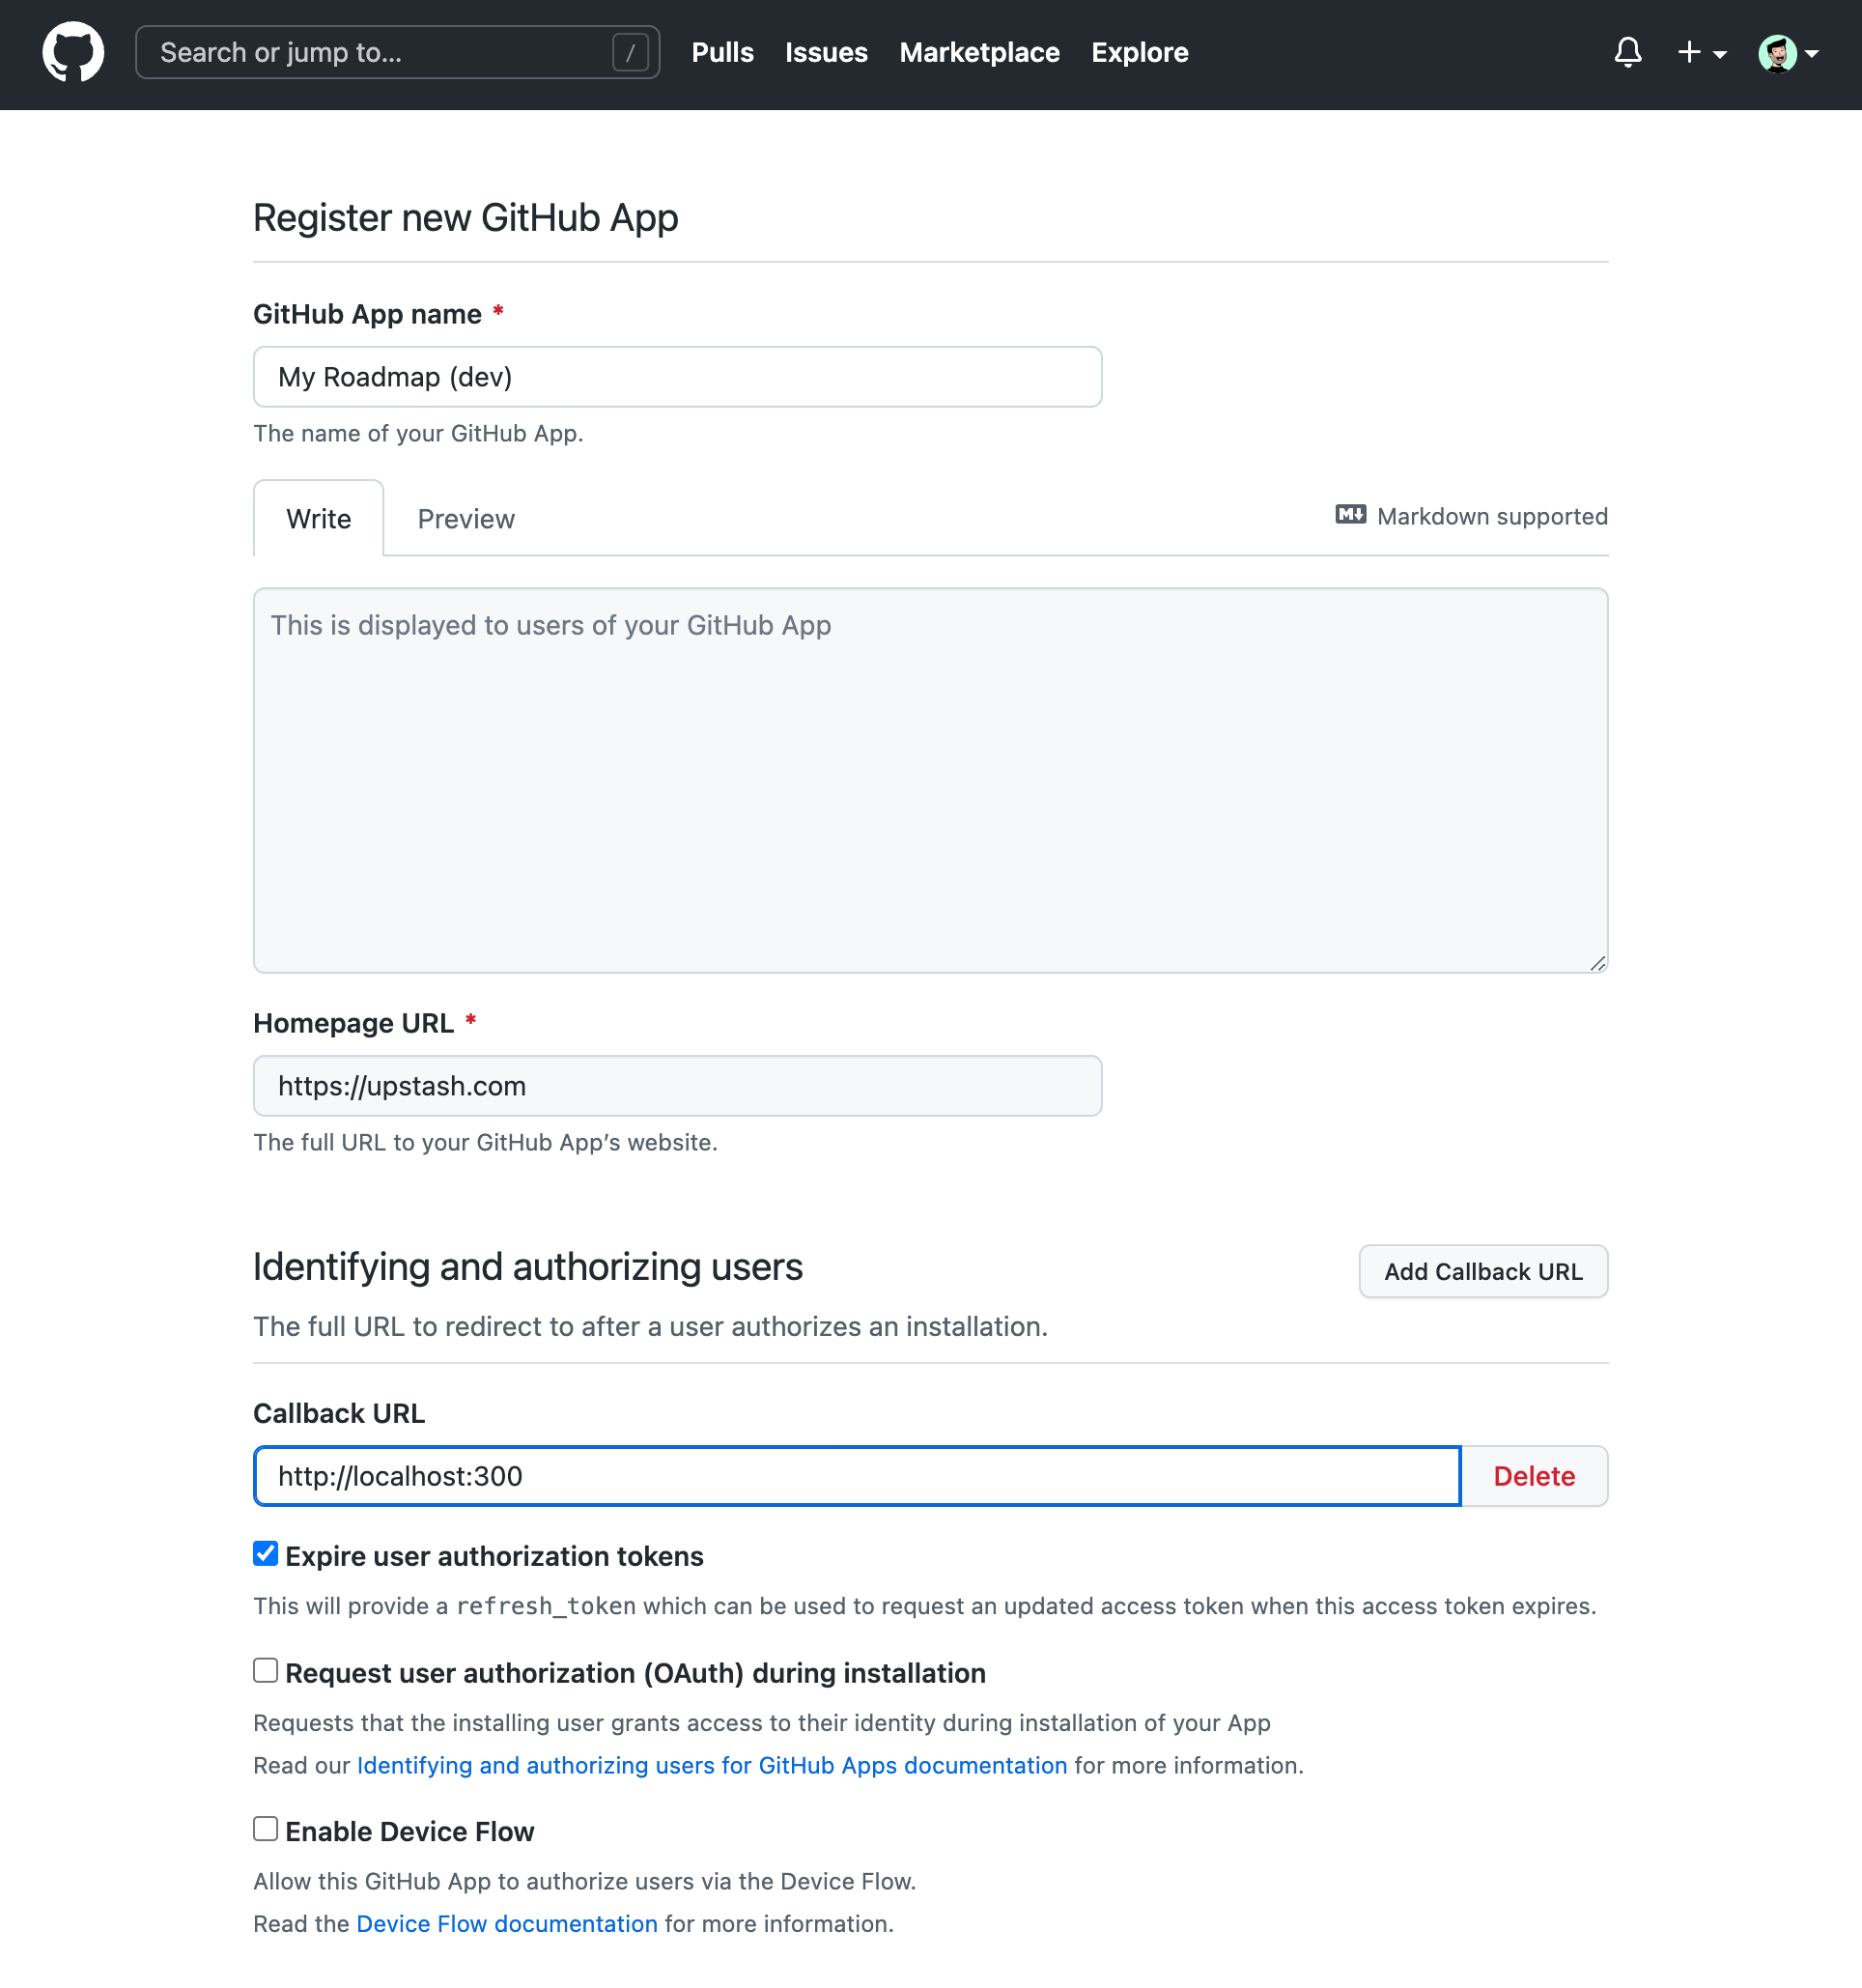 Search or jump to... /
Pulls Issues Marketplace Explore
Register new GitHub App
GitHub App name *
My Roadmap (dev)
The name of your GitHub App.
Write Preview
M↓ Markdown supported
This is displayed to users of your GitHub App
Homepage URL *
https://upstash.com
The full URL to your GitHub App’s website.
Identifying and authorizing users
Add Callback URL
The full URL to redirect to after a user authorizes an installation.
Callback URL
http://localhost:300
Delete
Expire user authorization tokens
This will provide a refresh_token which can be used to request an updated access token when this access token expires.
Request user authorization (OAuth) during installation
Requests that the installing user grants access to their identity during installation of your App
Read our Identifying and authorizing users for GitHub Apps documentation for more information.
Enable Device Flow
Allow this GitHub App to authorize users via the Device Flow.
Read the Device Flow documentation for more information.